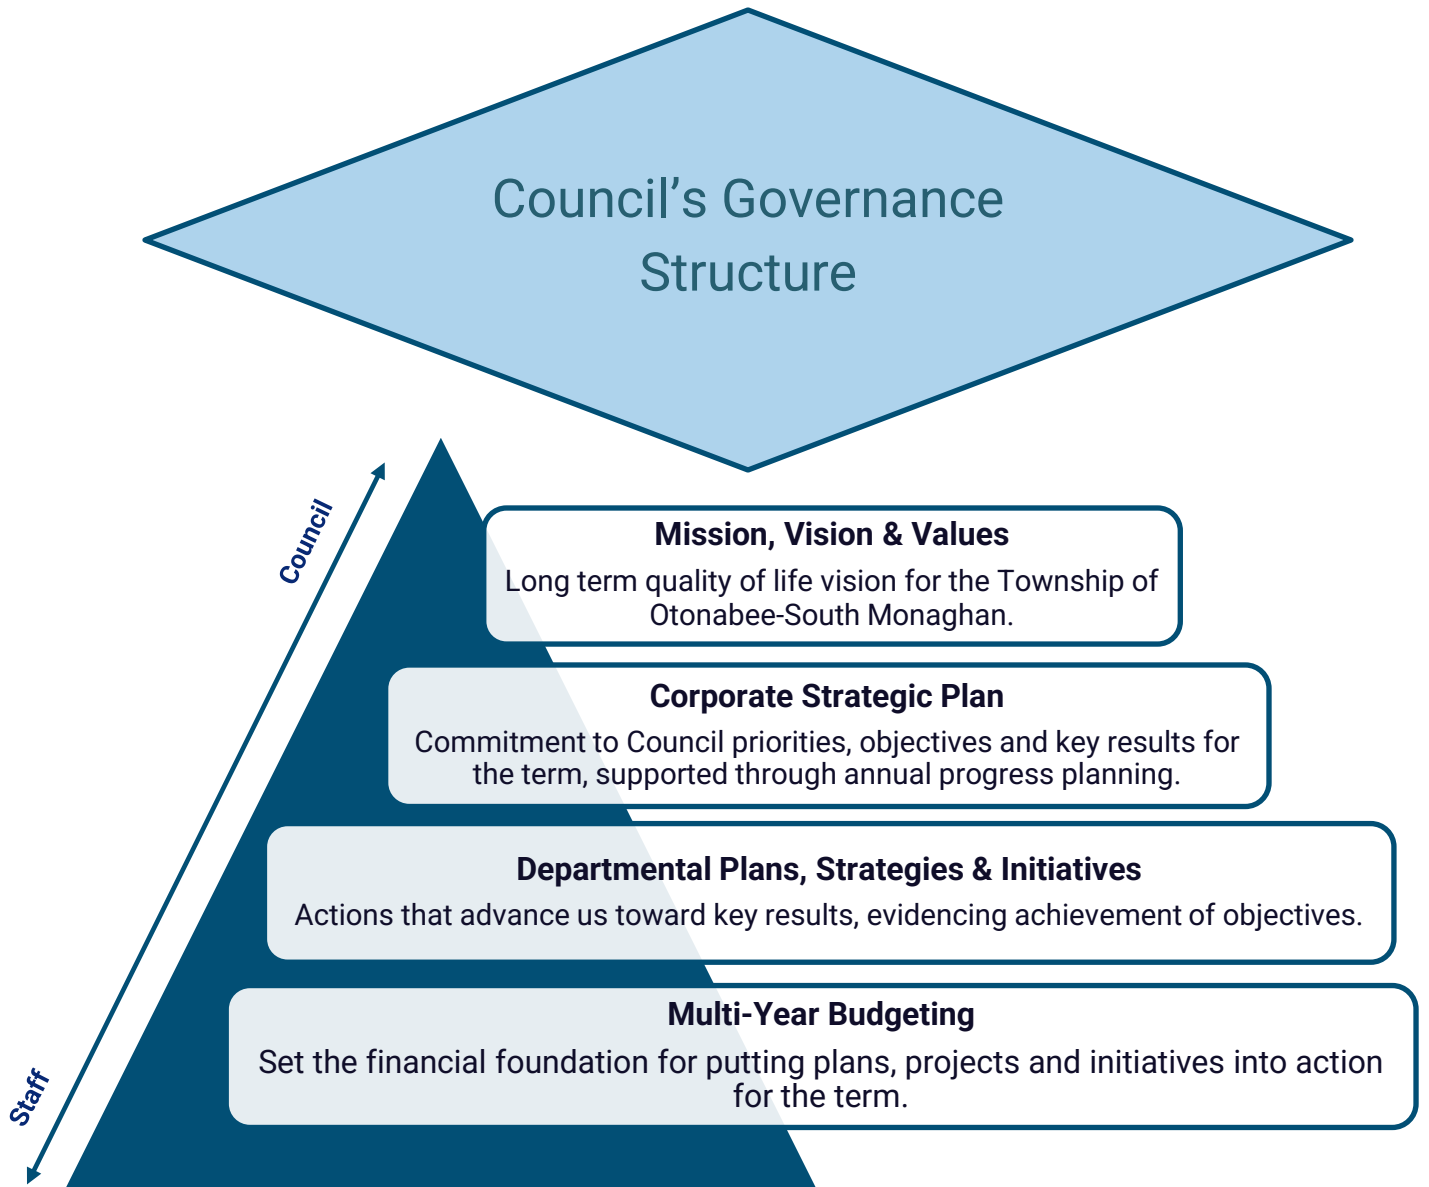 Council’s Governance
Structure
Council
Mission, Vision & Values
Long term quality of life vision for the Township of
Otonabee-South Monaghan.
Corporate Strategic Plan
Commitment to Council priorities, objectives and key results for
the term, supported through annual progress planning.
Departmental Plans, Strategies & Initiatives
Actions that advance us toward key results, evidencing achievement of objectives.
Multi-Year Budgeting
Set the financial foundation for putting plans, projects and initiatives into action
for the term.
Staff